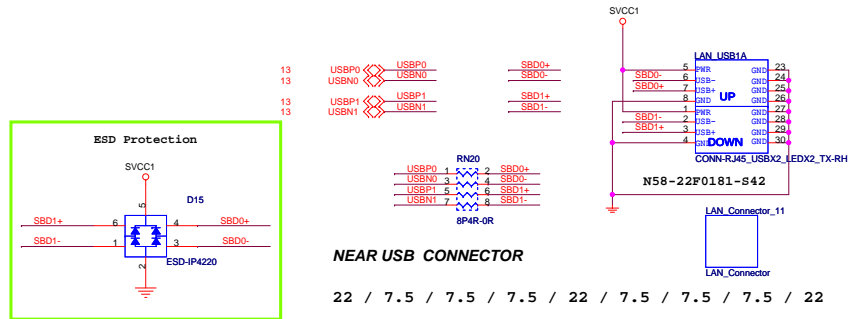 SVCC1
13 USBP0 USBP0 SBD0+
13 USBN0 USBN0 SBD0-
13 USBP1 USBP1 SBD1+
13 USBN1 USBN1 SBD1-
LAN_USB1A
5 PWR GND 23
SBD0- 6 USB- GND 24
SBD0+ 7 USB+ GND 25
8 GND UP GND 26
1 PWR GND 27
SBD1- 2 USB- GND 28
SBD1+ 3 USB+ GND 29
4 GND DOWN GND 30
CONN-RJ45_USBX2_LEDX2_TX-RH
N58-22F0181-S42
ESD Protection
SVCC1
D15
5
SBD1+ 6 4 SBD0+
SBD1- 1 3 SBD0-
ESD-IP4220
2
RN20
USBP0 1 2 SBD0+
USBN0 3 4 SBD0-
USBP1 5 6 SBD1+
USBN1 7 8 SBD1-
8P4R-0R
LAN_Connector_11
LAN_Connector
NEAR USB CONNECTOR
22 / 7.5 / 7.5 / 7.5 / 22 / 7.5 / 7.5 / 7.5 / 22